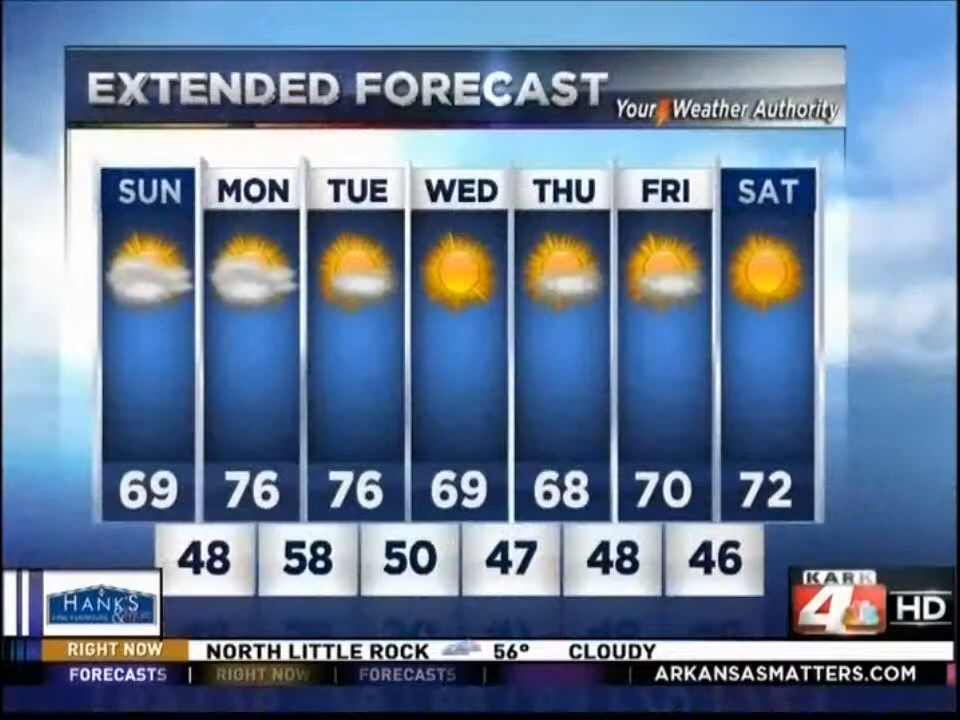 EXTENDED FORECAST
Your Weather Authority
SUN MON TUE WED THU FRI SAT
69 76 76 69 68 70 72
48 58 50 47 48 46
HANK'S
KARK
4 HD
RIGHT NOW NORTH LITTLE ROCK 56° CLOUDY
FORECASTS RIGHT NOW FORECASTS ARKANSASMATTERS.COM